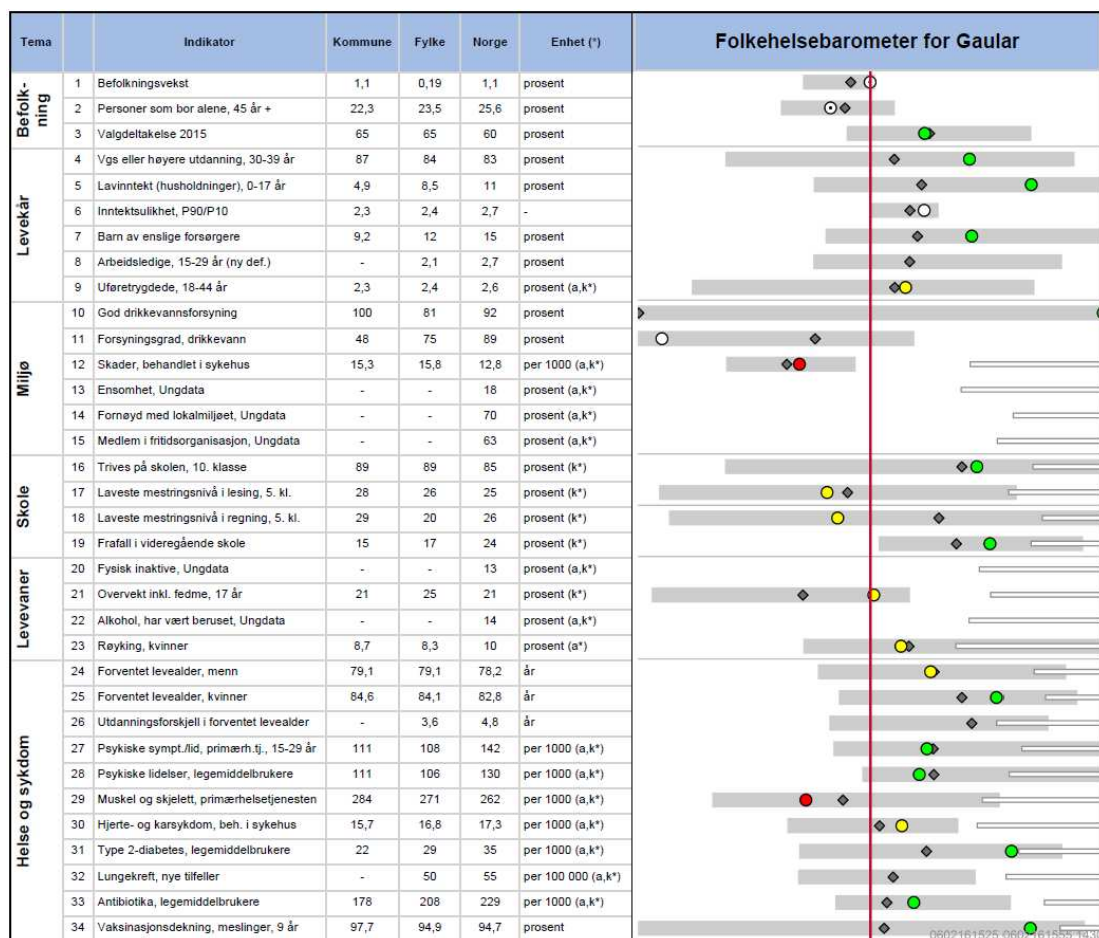 Tema Indikator Kommune Fylke Norge Enhet (*) Folkehelsebarometer for Gaular
Befolk-
ning
1 Befolkningsvekst 1,1 0,19 1,1 prosent
2 Personer som bor alene, 45 år + 22,3 23,5 25,6 prosent
3 Valgdeltakelse 2015 65 65 60 prosent
Levekår
4 Vgs eller høyere utdanning, 30-39 år 87 84 83 prosent
5 Lavinntekt (husholdninger), 0-17 år 4,9 8,5 11 prosent
6 Inntektsulikhet, P90/P10 2,3 2,4 2,7 -
7 Barn av enslige forsørgere 9,2 12 15 prosent
8 Arbeidsledige, 15-29 år (ny def.) - 2,1 2,7 prosent
9 Uføretrygdede, 18-44 år 2,3 2,4 2,6 prosent (a,k*)
Miljø
10 God drikkevannsforsyning 100 81 92 prosent
11 Forsyningsgrad, drikkevann 48 75 89 prosent
12 Skader, behandlet i sykehus 15,3 15,8 12,8 per 1000 (a,k*)
13 Ensomhet, Ungdata - - 18 prosent (a,k*)
14 Fornøyd med lokalmiljøet, Ungdata - - 70 prosent (a,k*)
15 Medlem i fritidsorganisasjon, Ungdata - - 63 prosent (a,k*)
Skole
16 Trives på skolen, 10. klasse 89 89 85 prosent (k*)
17 Laveste mestringsnivå i lesing, 5. kl. 28 26 25 prosent (k*)
18 Laveste mestringsnivå i regning, 5. kl. 29 20 26 prosent (k*)
19 Frafall i videregående skole 15 17 24 prosent (k*)
Levevaner
20 Fysisk inaktive, Ungdata - - 13 prosent (a,k*)
21 Overvekt inkl. fedme, 17 år 21 25 21 prosent (k*)
22 Alkohol, har vært beruset, Ungdata - - 14 prosent (a,k*)
23 Røyking, kvinner 8,7 8,3 10 prosent (a*)
Helse og sykdom
24 Forventet levealder, menn 79,1 79,1 78,2 år
25 Forventet levealder, kvinner 84,6 84,1 82,8 år
26 Utdanningsforskjell i forventet levealder - 3,6 4,8 år
27 Psykiske sympt./lid, primærh.tj., 15-29 år 111 108 142 per 1000 (a,k*)
28 Psykiske lidelser, legemiddelbrukere 111 106 130 per 1000 (a,k*)
29 Muskel og skjelett, primærhelsetjenesten 284 271 262 per 1000 (a,k*)
30 Hjerte- og karsykdom, beh. i sykehus 15,7 16,8 17,3 per 1000 (a,k*)
31 Type 2-diabetes, legemiddelbrukere 22 29 35 per 1000 (a,k*)
32 Lungekreft, nye tilfeller - 50 55 per 100 000 (a,k*)
33 Antibiotika, legemiddelbrukere 178 208 229 per 1000 (a,k*)
34 Vaksinasjonsdekning, meslinger, 9 år 97,7 94,9 94,7 prosent